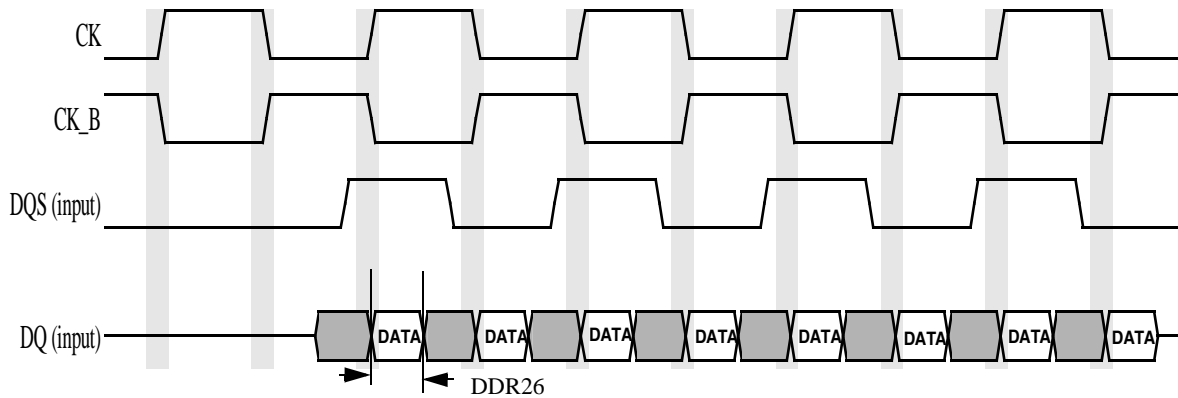 CK
CK_B
DQS (input)
DQ (input)
DATA DATA DATA DATA DATA DATA DATA DATA
DDR26